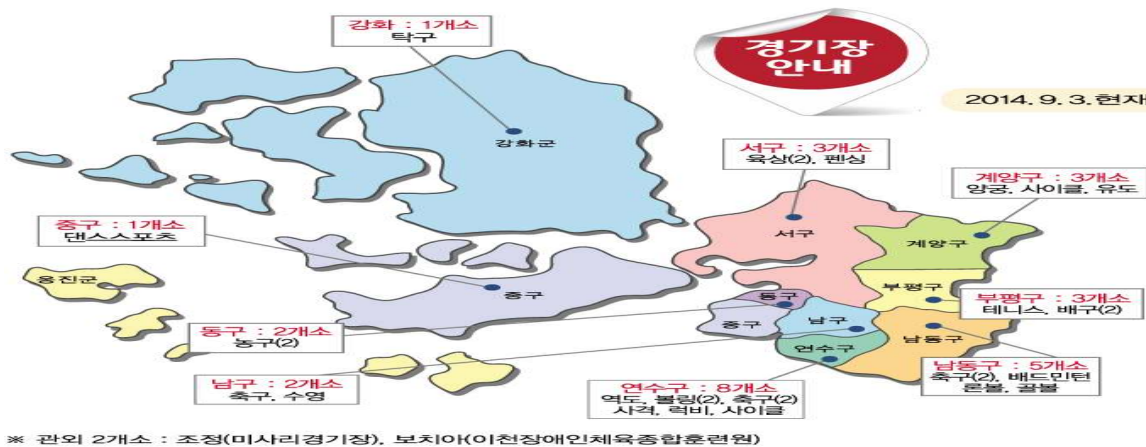 강화 : 1개소
탁구
경기장
안내
2014. 9. 3. 현재
강화군
서구 : 3개소
육상(2), 펜싱
계양구 : 3개소
양궁, 사이클, 유도
중구 : 1개소
댄스스포츠
서구
계양구
옹진군
중구
부평구
동구
부평구 : 3개소
테니스, 배구(2)
동구 : 2개소
농구(2)
중구
남구
남동구
연수구
남구 : 2개소
축구, 수영
연수구 : 8개소
역도, 볼링(2), 축구(2)
사격, 럭비, 사이클
남동구 : 5개소
축구(2), 배드민턴
론볼, 골볼
※ 관외 2개소 : 조정(미사리경기장), 보치아(이천장애인체육종합훈련원)